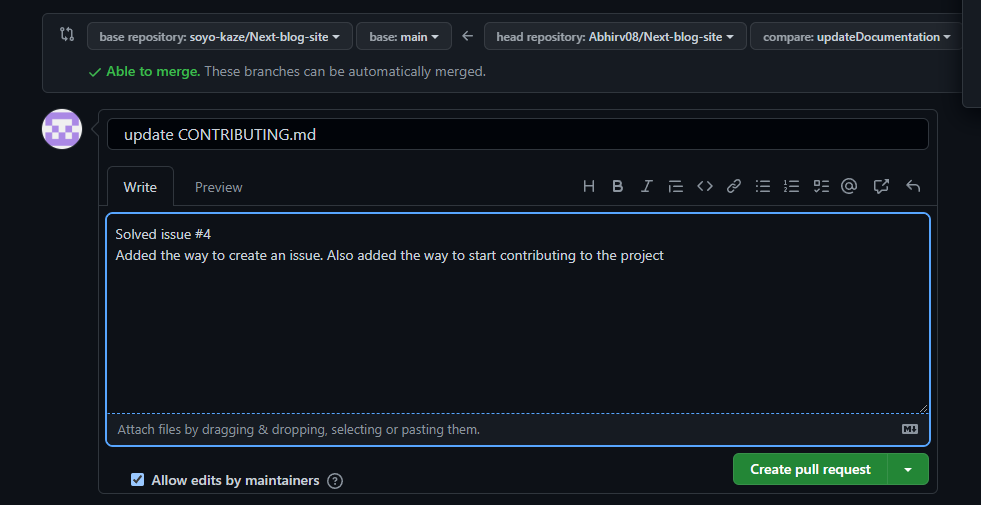 base repository: soyo-kaze/Next-blog-site base: main head repository: Abhirv08/Next-blog-site compare: updateDocumentation
Able to merge. These branches can be automatically merged.
update CONTRIBUTING.md
Write Preview
Solved issue #4
Added the way to create an issue. Also added the way to start contributing to the project
Attach files by dragging & dropping, selecting or pasting them.
Allow edits by maintainers
Create pull request